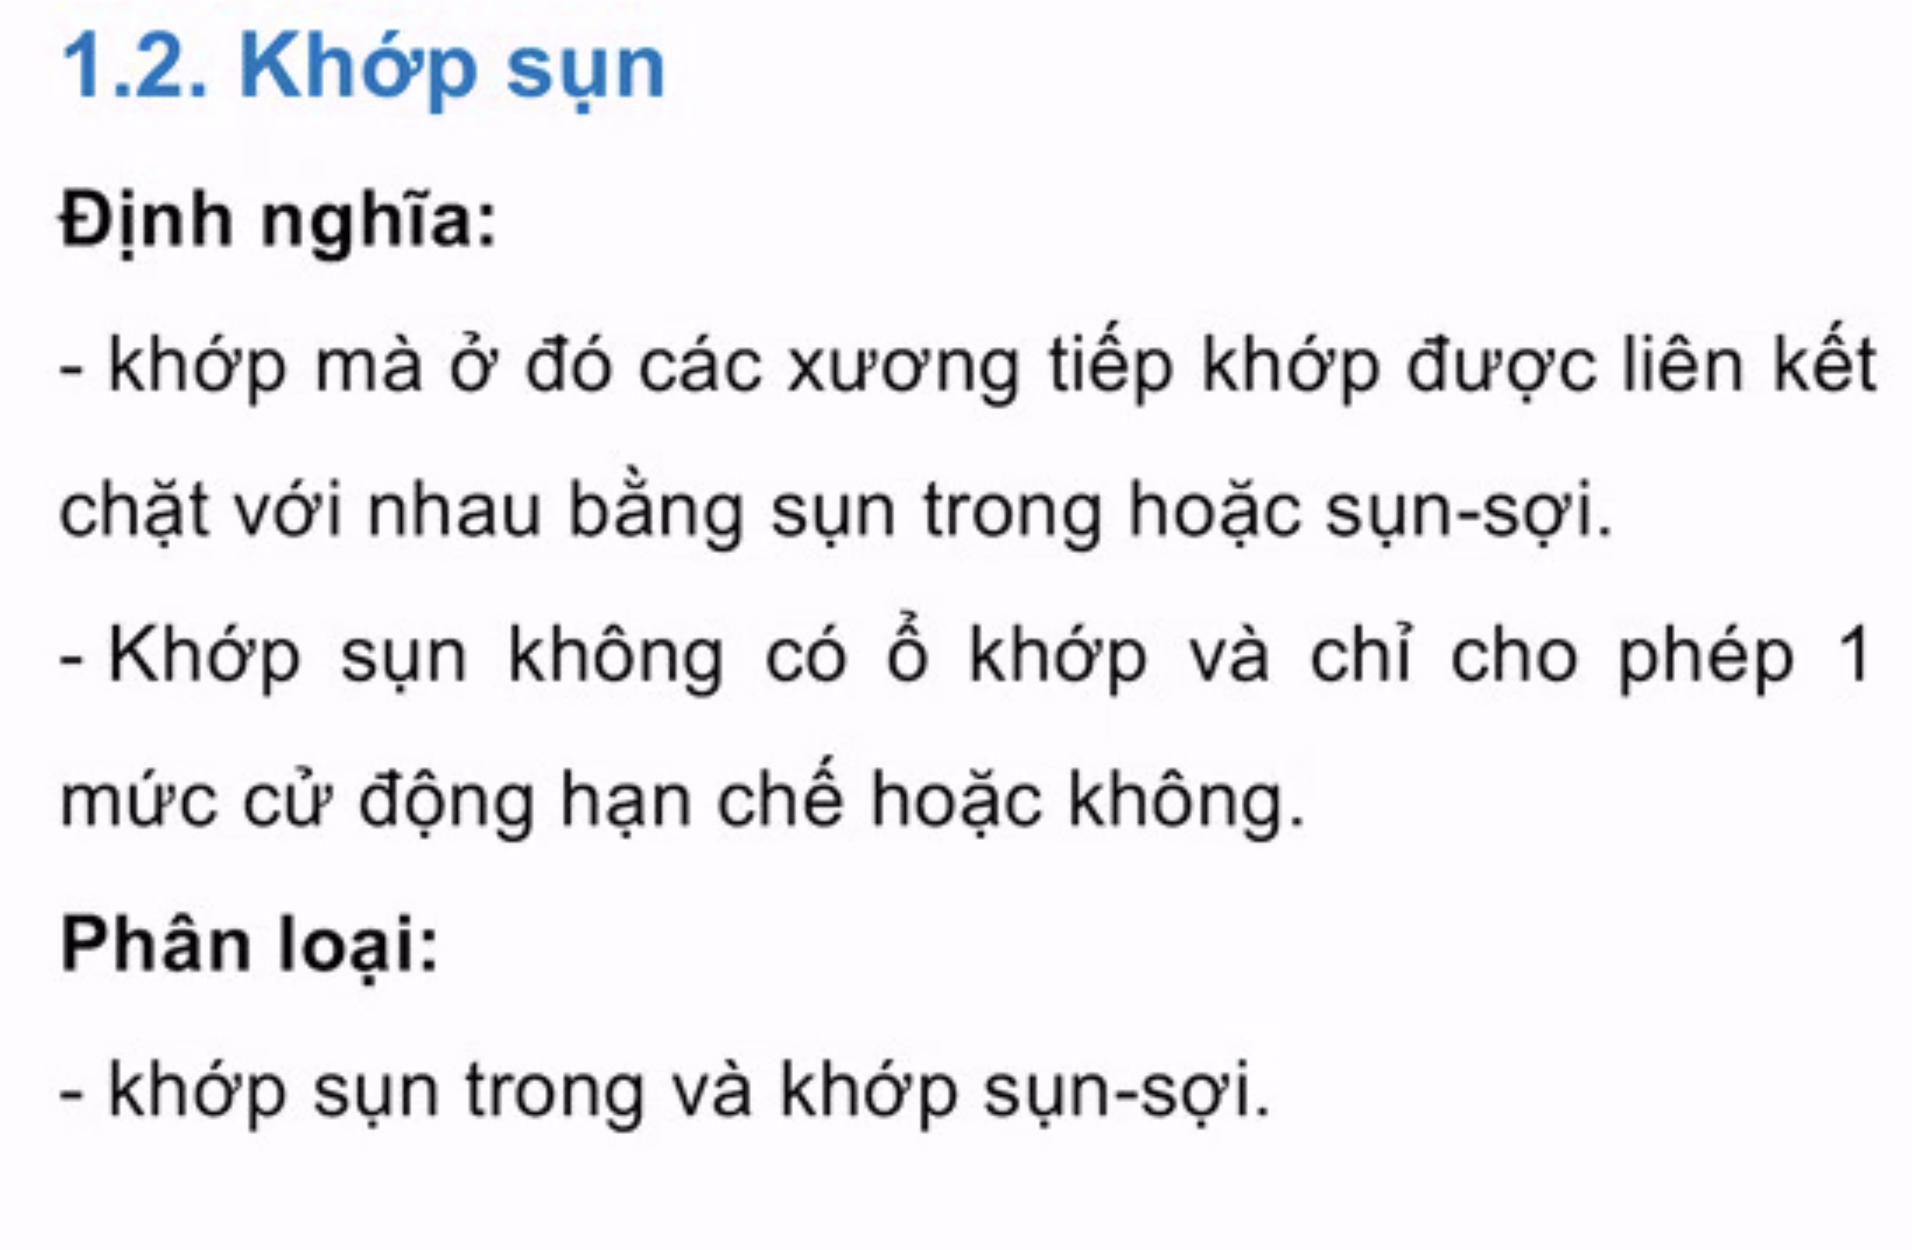 1.2. Khớp sụn
Định nghĩa:
- khớp mà ở đó các xương tiếp khớp được liên kết
chặt với nhau bằng sụn trong hoặc sụn-sợi.
- Khớp sụn không có ổ khớp và chỉ cho phép 1
mức cử động hạn chế hoặc không.
Phân loại:
- khớp sụn trong và khớp sụn-sợi.